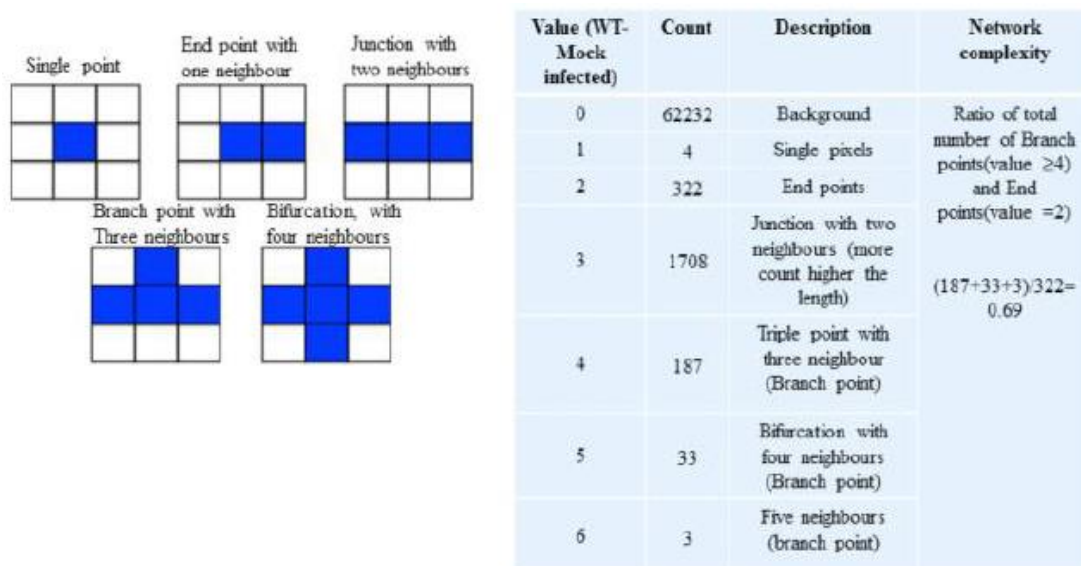 Single point
End point with
one neighbour
Junction with
two neighbours
Branch point with
Three neighbours
Bifurcation, with
four neighbours
Value (WT-
Mock
infected)
Count
Description
Network
complexity
0
62232
Background
Ratio of total
number of Branch
points(value ≥4)
and End
points(value =2)
(187+33+3)/322=
0.69
1
4
Single pixels
2
322
End points
3
1708
Junction with two
neighbours (more
count higher the
length)
4
187
Triple point with
three neighbour
(Branch point)
5
33
Bifurcation with
four neighbours
(Branch point)
6
3
Five neighbours
(branch point)